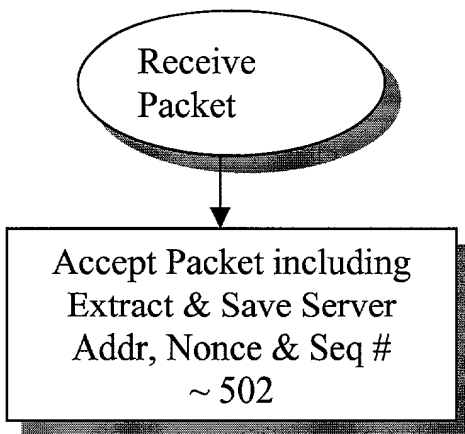 Receive
Packet
Accept Packet including
Extract & Save Server
Addr, Nonce & Seq #
~ 502